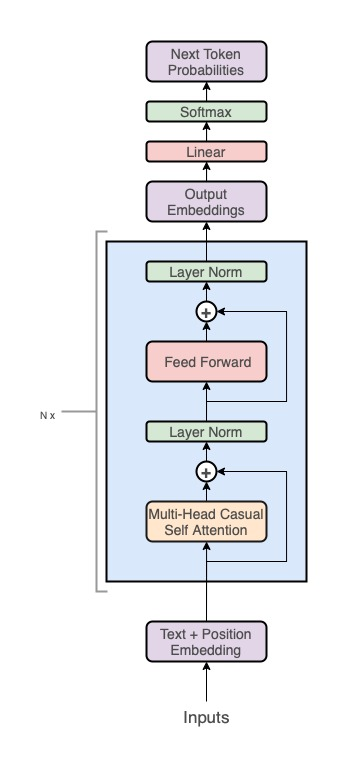 Next Token
Probabilities
Softmax
Linear
Output
Embeddings
Layer Norm
+
Feed Forward
N x
Layer Norm
+
Multi-Head Casual
Self Attention
Text + Position
Embedding
Inputs